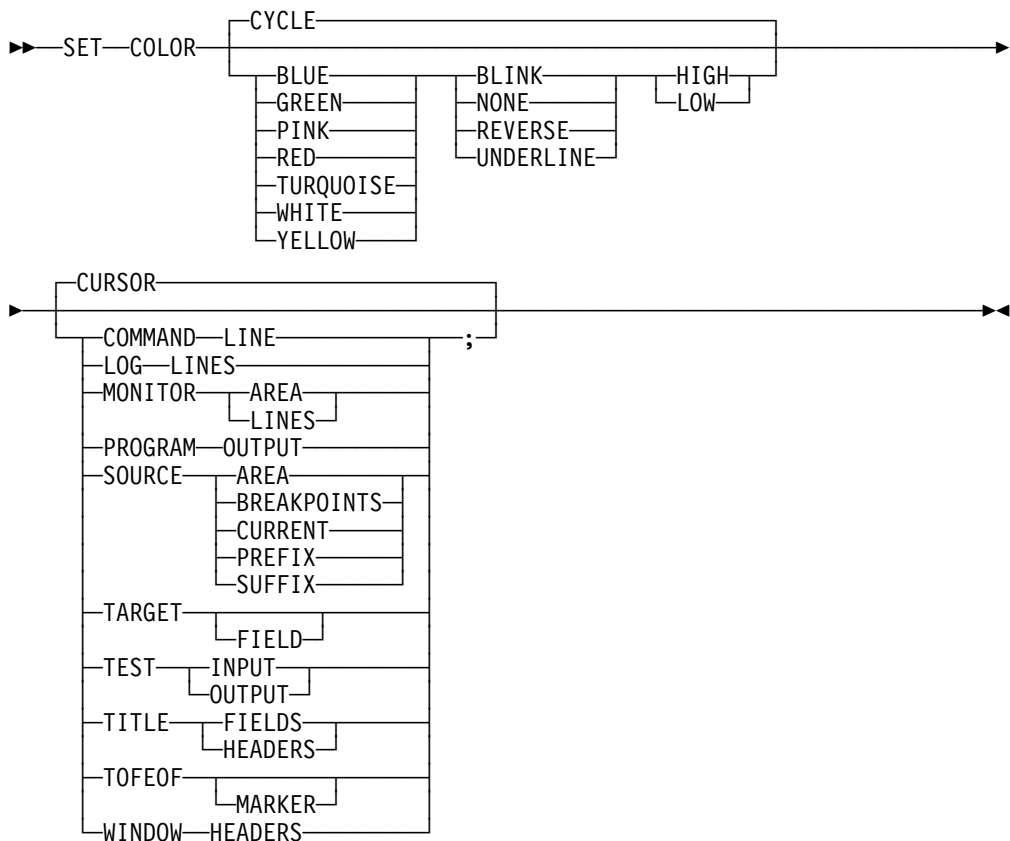 CYCLE
SET COLOR
BLUE BLINK HIGH
GREEN NONE LOW
PINK REVERSE
RED UNDERLINE
TURQUOISE
WHITE
YELLOW
CURSOR
COMMAND LINE ;
LOG LINES
MONITOR AREA
LINES
PROGRAM OUTPUT
SOURCE AREA
BREAKPOINTS
CURRENT
PREFIX
SUFFIX
TARGET
FIELD
TEST INPUT
OUTPUT
TITLE FIELDS
HEADERS
TOFEOF
MARKER
WINDOW HEADERS